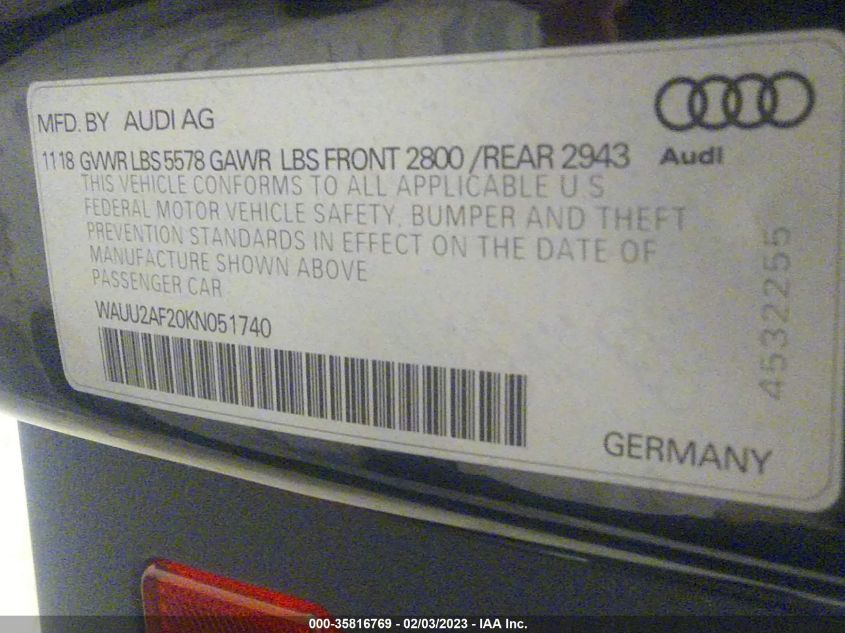 MFD. BY AUDI AG
Audi
1118 GVWR LBS 5578 GAWR LBS FRONT 2800 /REAR 2943
THIS VEHICLE CONFORMS TO ALL APPLICABLE U S
FEDERAL MOTOR VEHICLE SAFETY, BUMPER AND THEFT
PREVENTION STANDARDS IN EFFECT ON THE DATE OF
MANUFACTURE SHOWN ABOVE
PASSENGER CAR
WAUU2AF20KN051740
4532255
GERMANY
000-35816769 - 02/03/2023 - IAA Inc.